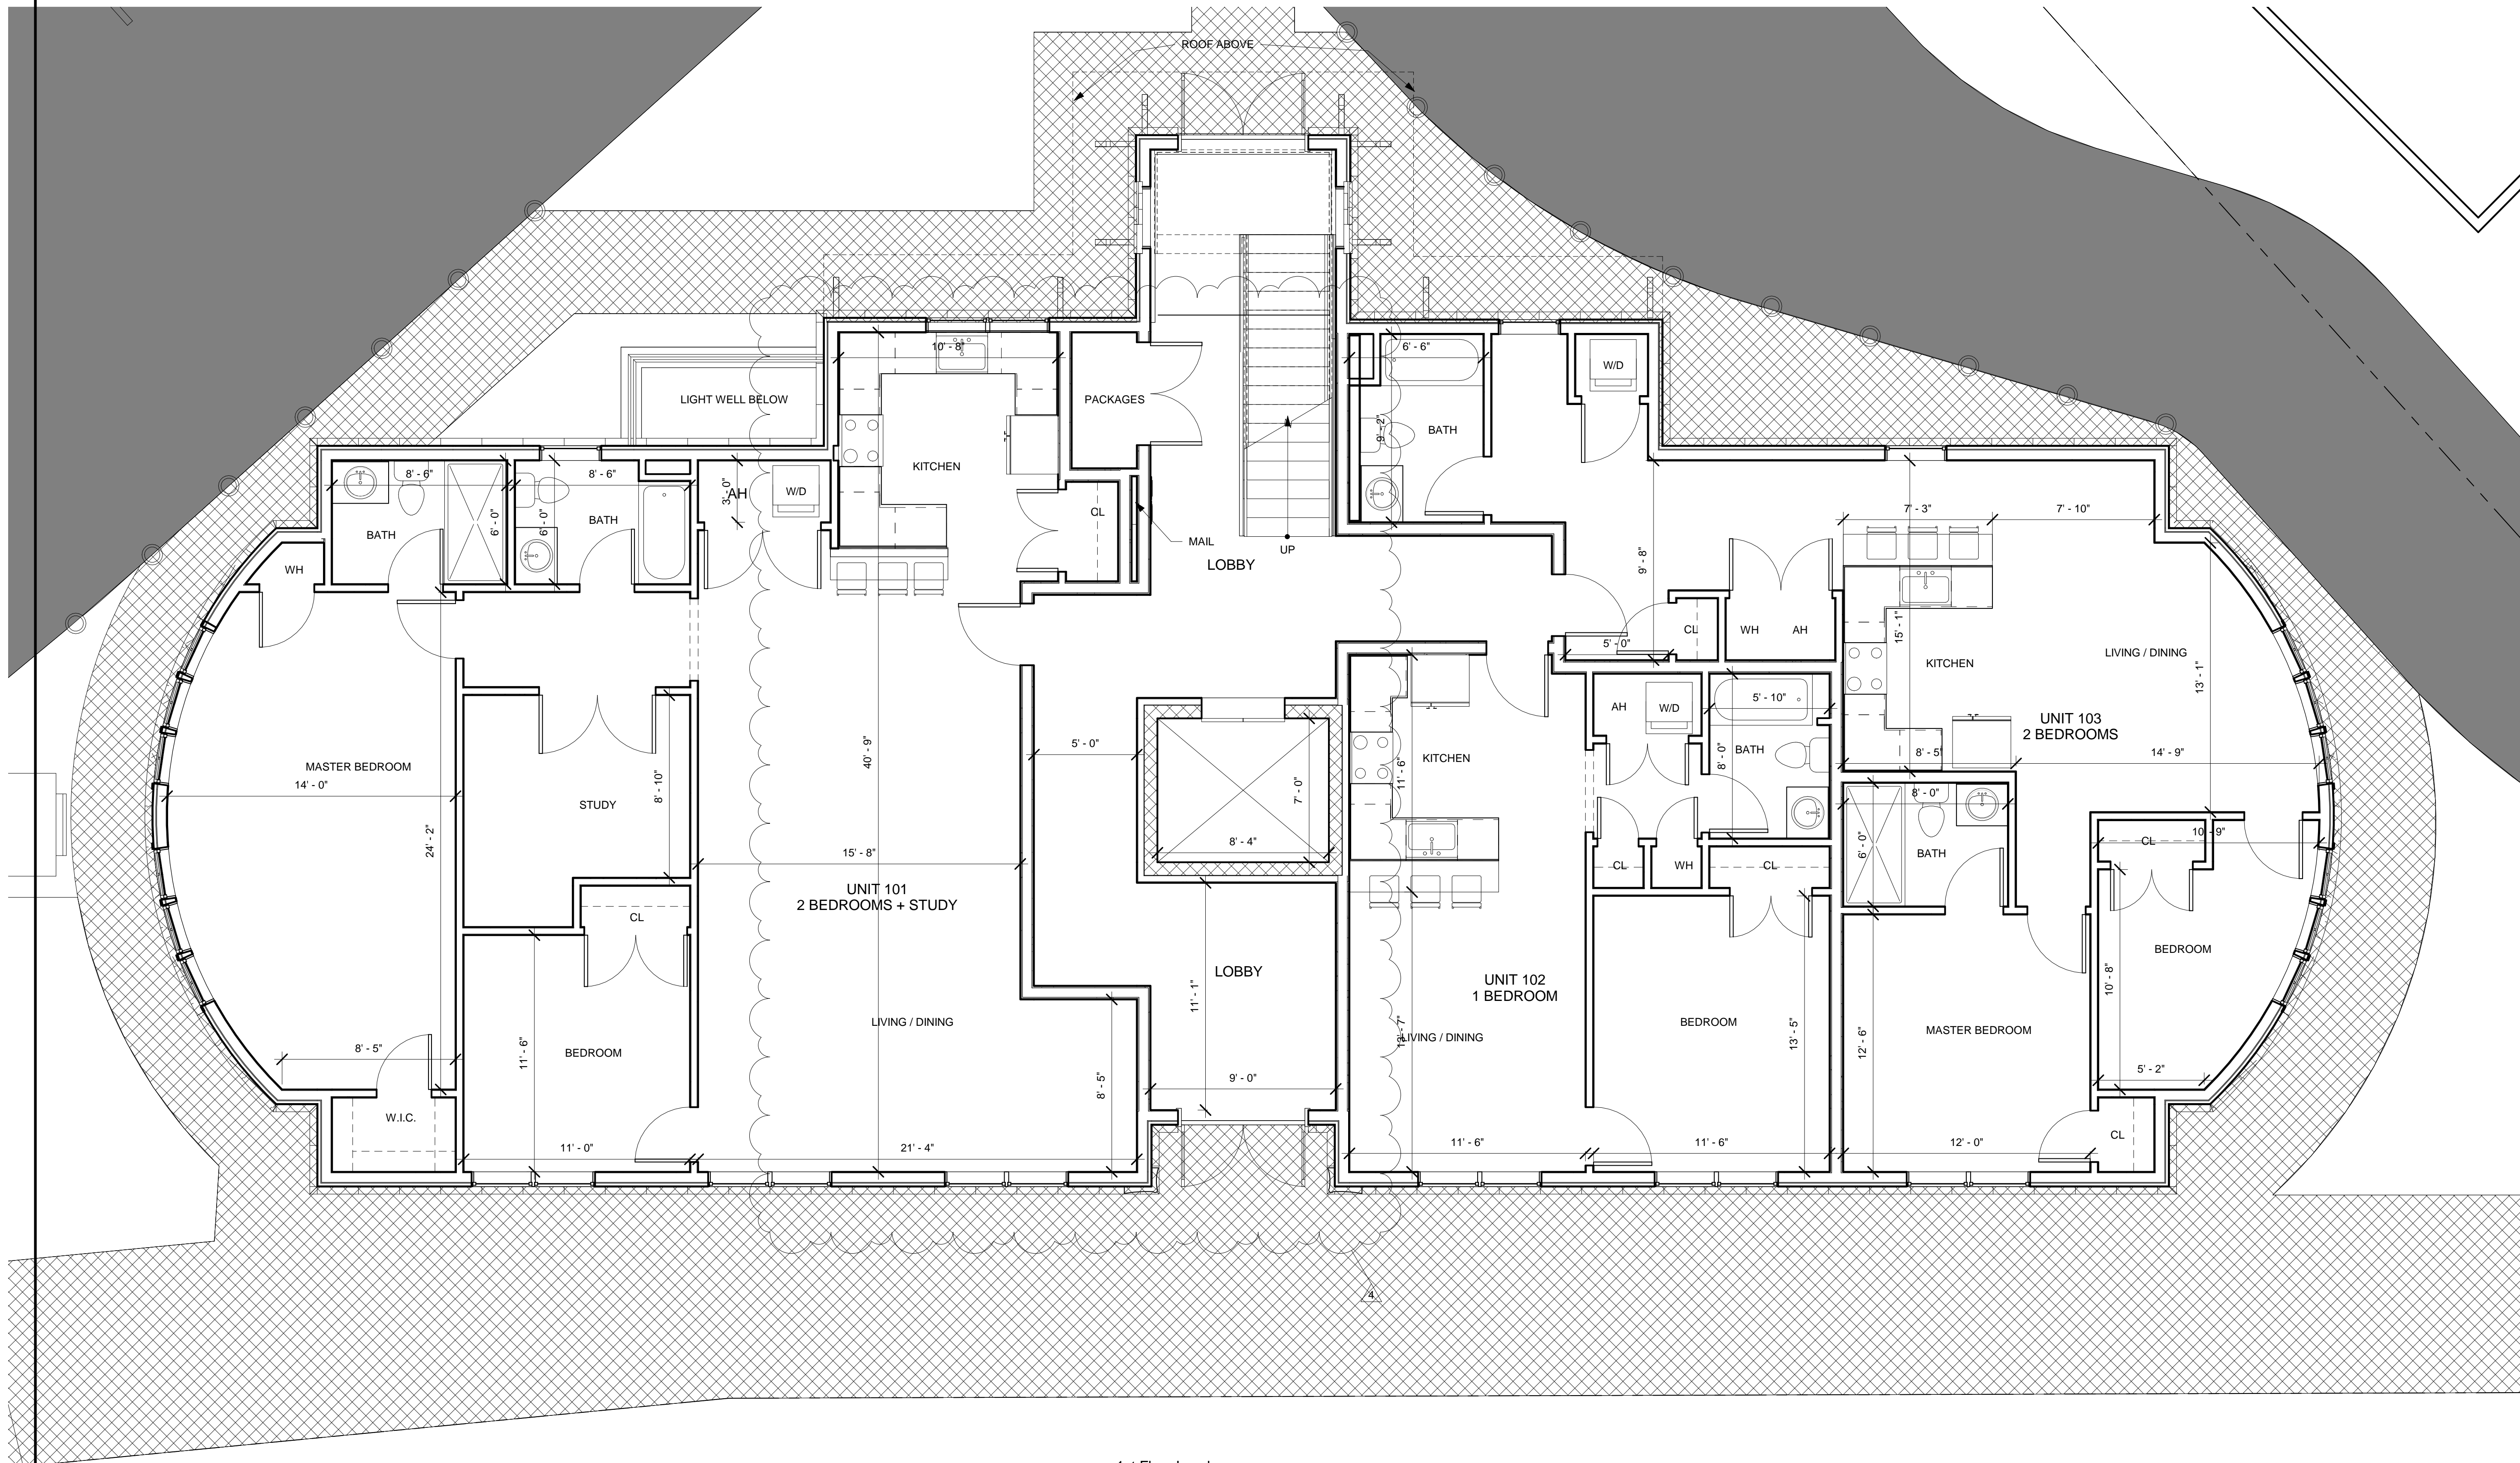 ROOF ABOVE
10' - 8"
6' - 6"
W/D
LIGHT WELL BELOW
PACKAGES
9' - 2"
BATH
KITCHEN
8' - 6"
8' - 6"
AH
3' - 0"
W/D
CL
7' - 3"
7' - 10"
BATH
6' - 0"
6' - 0"
BATH
MAIL
UP
LOBBY
9' - 8"
WH
CL
WH
AH
5' - 0"
15' - 1"
KITCHEN
LIVING / DINING
13' - 1"
5' - 10"
AH
W/D
UNIT 103
2 BEDROOMS
MASTER BEDROOM
14' - 0"
40' - 9"
5' - 0"
KITCHEN
11' - 6"
BATH
8' - 0"
8' - 5"
14' - 9"
STUDY
8' - 10"
7' - 0"
8' - 0"
24' - 2"
8' - 4"
15' - 8"
6' - 0"
BATH
10' - 9"
CL
CL
WH
CL
UNIT 101
2 BEDROOMS + STUDY
CL
LOBBY
11' - 1"
UNIT 102
1 BEDROOM
BEDROOM
10' - 8"
LIVING / DINING
BEDROOM
MASTER BEDROOM
LIVING / DINING
13' - 7"
13' - 5"
12' - 6"
8' - 5"
BEDROOM
11' - 6"
9' - 0"
8' - 5"
5' - 2"
W.I.C.
CL
11' - 0"
21' - 4"
11' - 6"
11' - 6"
12' - 0"
4